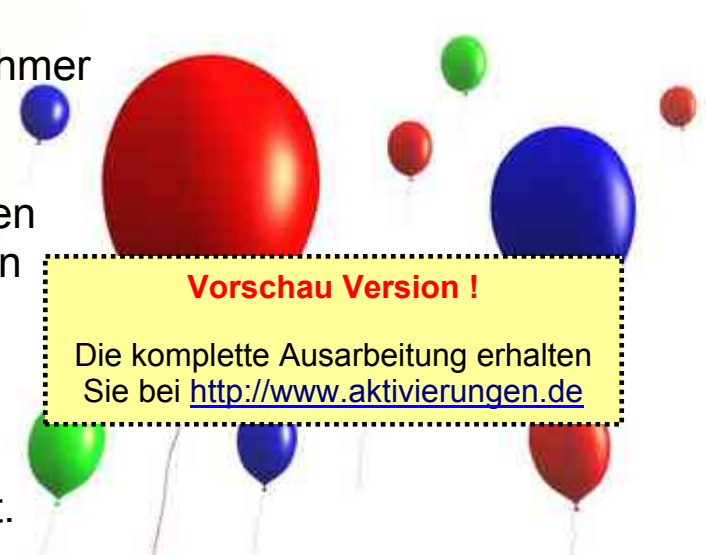 hmer
en
n
Vorschau Version !
Die komplette Ausarbeitung erhalten
Sie bei http://www.aktivierungen.de
t.